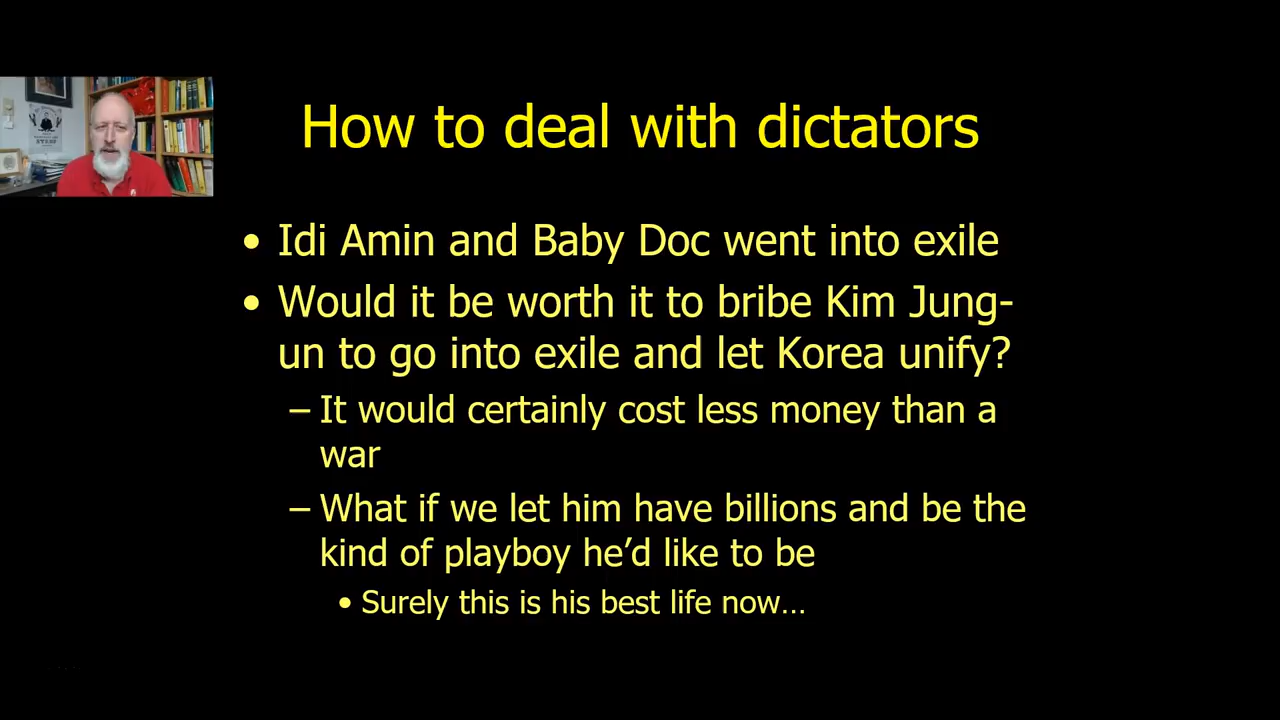 How to deal with dictators
• Idi Amin and Baby Doc went into exile
• Would it be worth it to bribe Kim Jung-
un to go into exile and let Korea unify?
– It would certainly cost less money than a
war
– What if we let him have billions and be the
kind of playboy he’d like to be
• Surely this is his best life now…